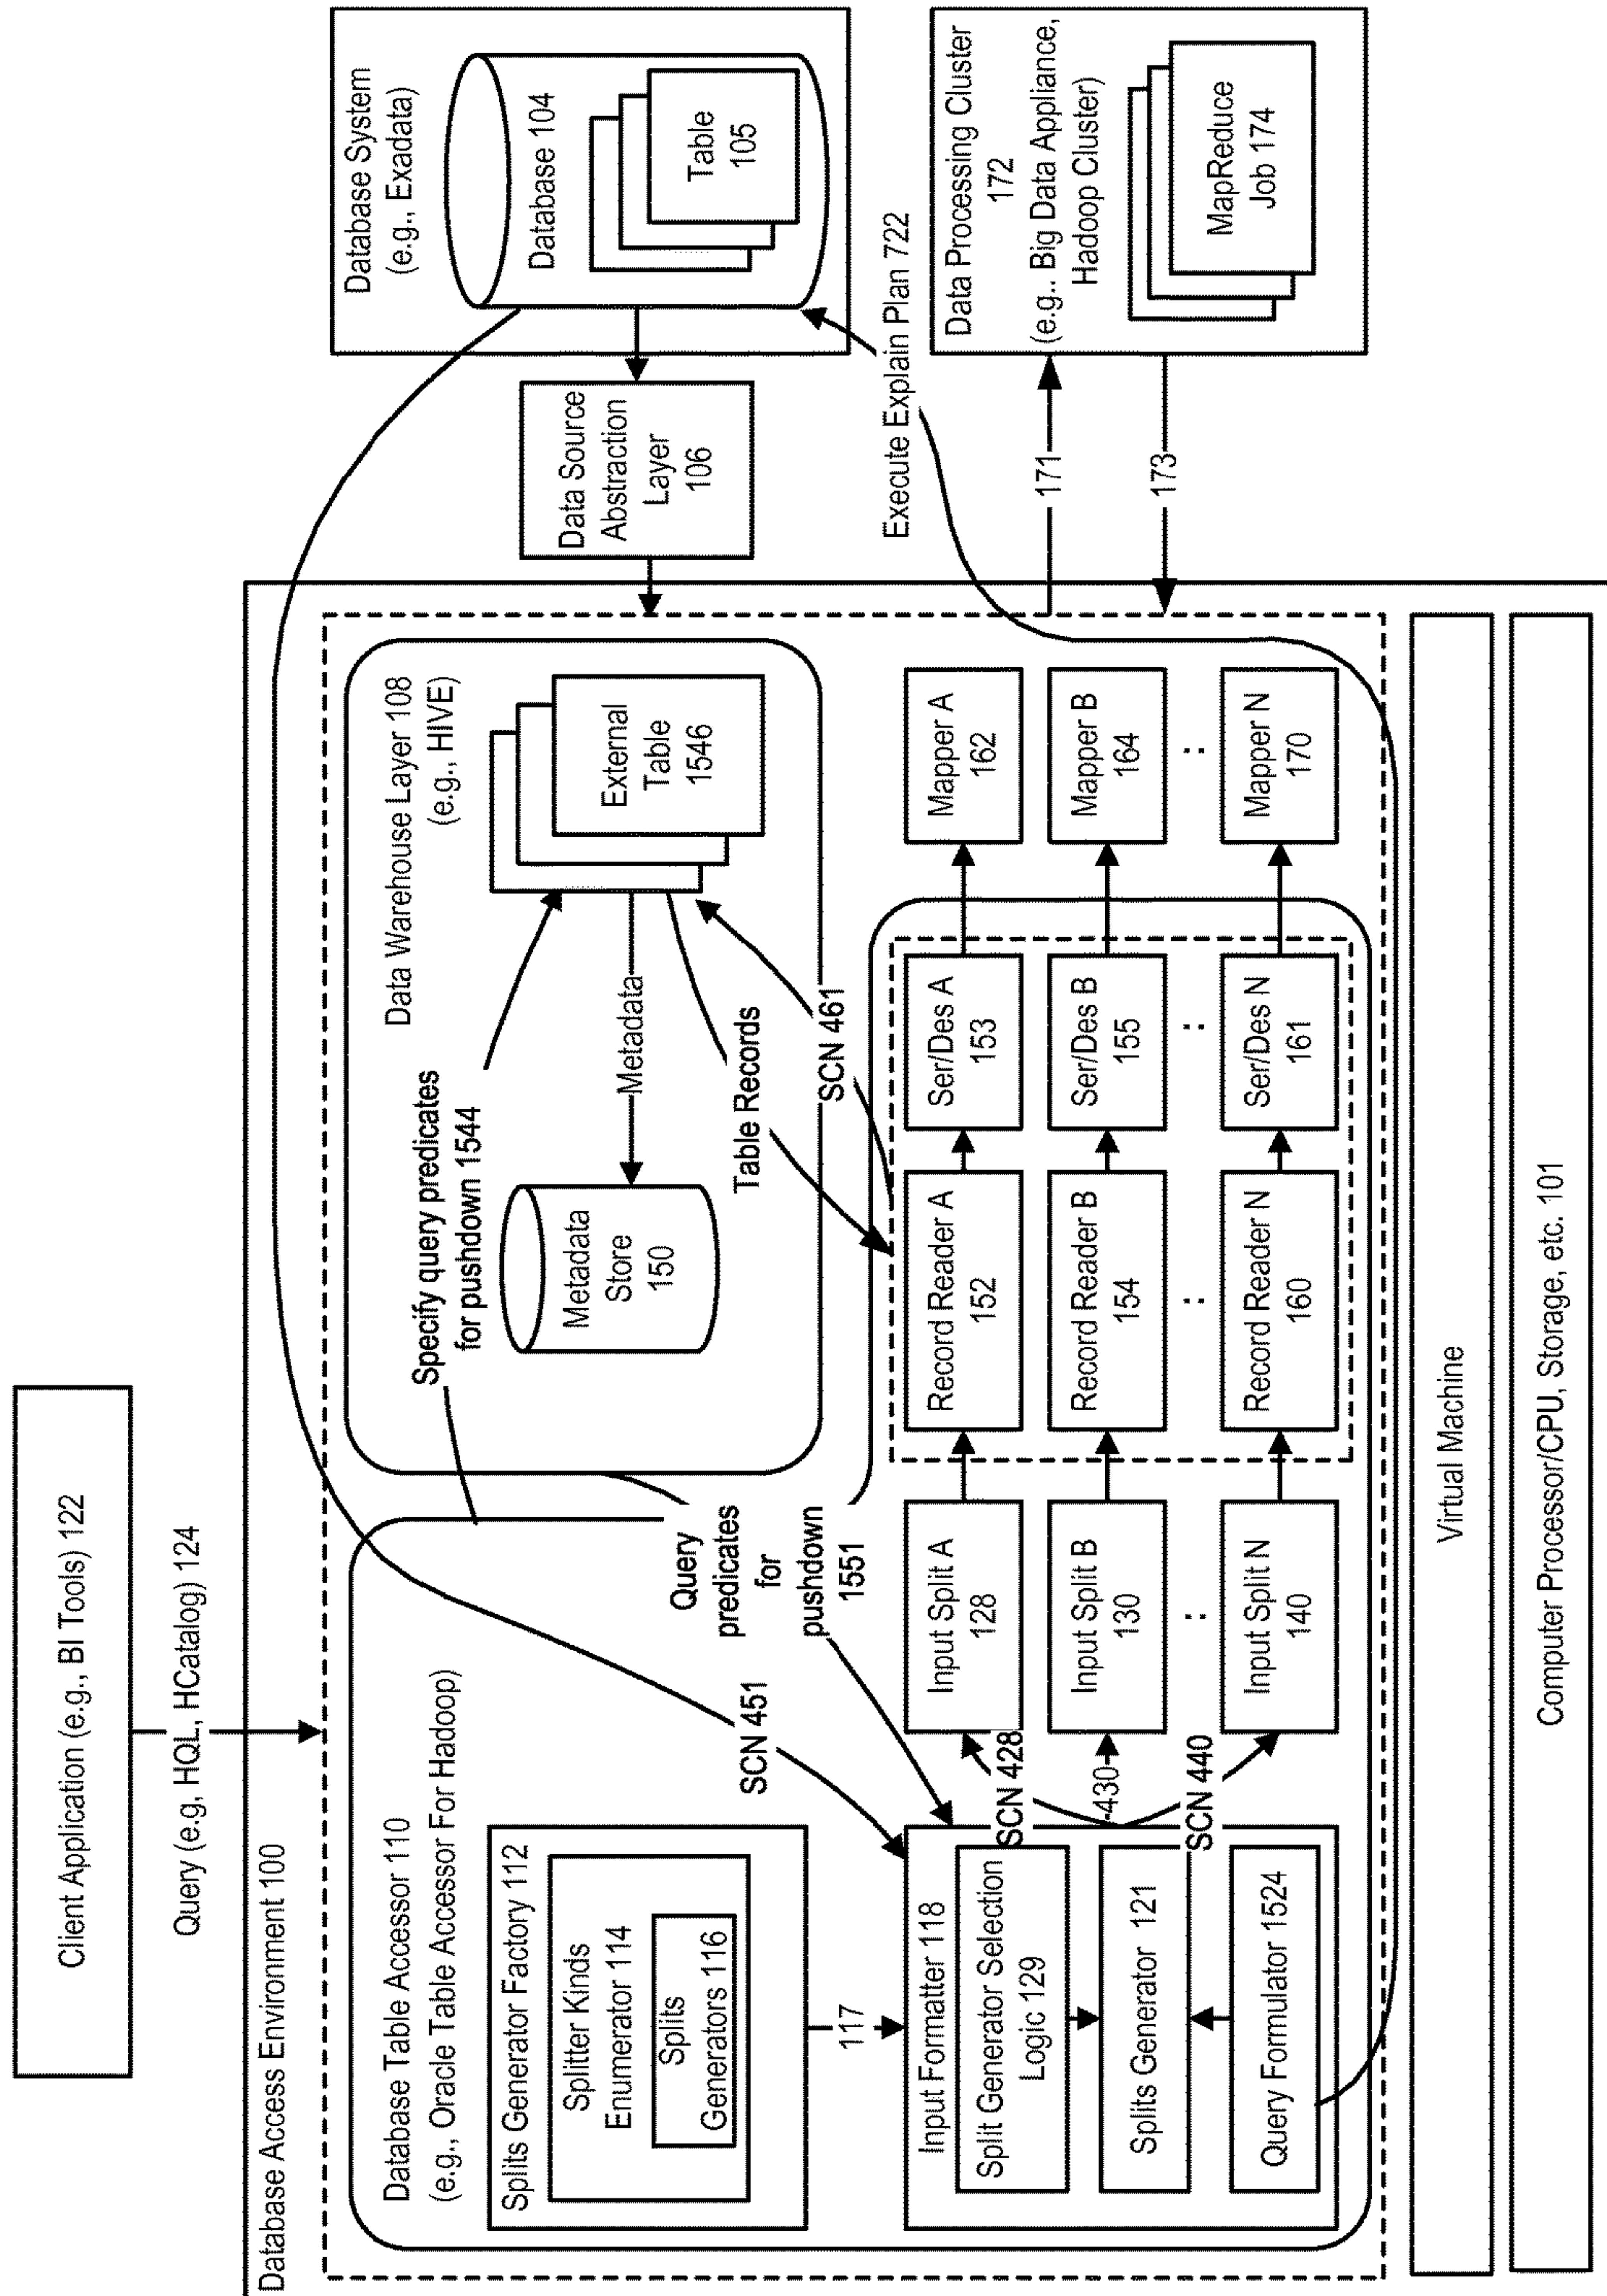 Client Application (e.g., BI Tools) 122
Query (e.g, HQL, HCatalog) 124
Database Access Environment 100
Database Table Accessor 110
(e.g., Oracle Table Accessor For Hadoop)
Splits Generator Factory 112
Splitter Kinds
Enumerator 114
Splits
Generators 116
117
Input Formatter 118
Split Generator Selection
Logic 129
Splits Generator 121
Query Formulator 1524
SCN 451
SCN 428
430
SCN 440
Query
predicates
for
pushdown
1551
Input Split A
128
Input Split B
130
:
Input Split N
140
Specify query predicates
for pushdown 1544
Data Warehouse Layer 108
(e.g., HIVE)
Metadata
Store
150
Metadata
External
Table
1546
Table Records
SCN 461
Record Reader A
152
Record Reader B
154
:
Record Reader N
160
Ser/Des A
153
Ser/Des B
155
:
Ser/Des N
161
Mapper A
162
Mapper B
164
:
Mapper N
170
Data Source
Abstraction
Layer
106
Database System
(e.g., Exadata)
Database 104
Table
105
Execute Explain Plan 722
171
173
Data Processing Cluster
172
(e.g.. Big Data Appliance,
Hadoop Cluster)
MapReduce
Job 174
Virtual Machine
Computer Processor/CPU, Storage, etc. 101